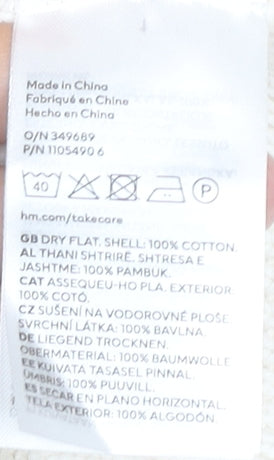 Made in China
Fabriqué en Chine
Hecho en China
O/N 349689
P/N 1105490 6
40
P
hm.com/takecare
GB DRY FLAT. SHELL: 100% COTTON.
AL THANI SHTRIRË. SHTRESA E
JASHTME: 100% PAMBUK.
CAT ASSEQUEU-HO PLA. EXTERIOR:
100% COTÓ.
CZ SUŠENÍ NA VODOROVNÉ PLOŠE.
SVRCHNÍ LÁTKA: 100% BAVLNA.
DE LIEGEND TROCKNEN.
OBERMATERIAL: 100% BAUMWOLLE
EE KUIVATA TASASEL PINNAL.
ÜMBRIS: 100% PUUVILL.
ES SECAR EN PLANO HORIZONTAL.
TELA EXTERIOR: 100% ALGODÓN.